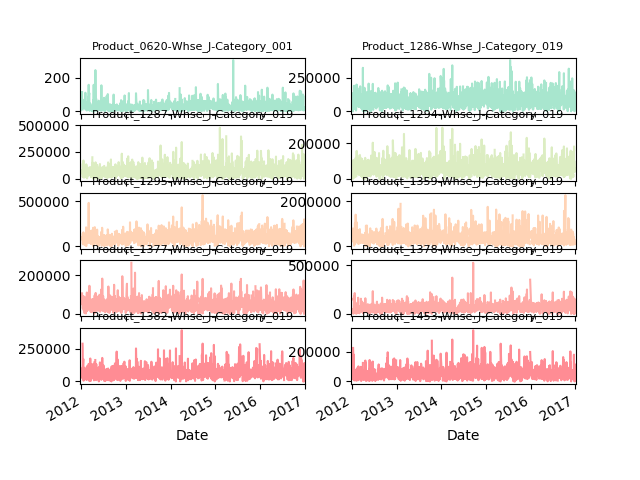 Product_0620-Whse_J-Category_001
Product_1286-Whse_J-Category_019
200
0
250000
0
Product_1287-Whse_J-Category_019
Product_1294-Whse_J-Category_019
500000
250000
0
200000
0
Product_1295-Whse_J-Category_019
Product_1359-Whse_J-Category_019
500000
0
2000000
0
Product_1377-Whse_J-Category_019
Product_1378-Whse_J-Category_019
200000
0
500000
0
Product_1382-Whse_J-Category_019
Product_1453-Whse_J-Category_019
250000
0
200000
0
2012 2013 2014 2015 2016 2017
2012 2013 2014 2015 2016 2017
Date
Date